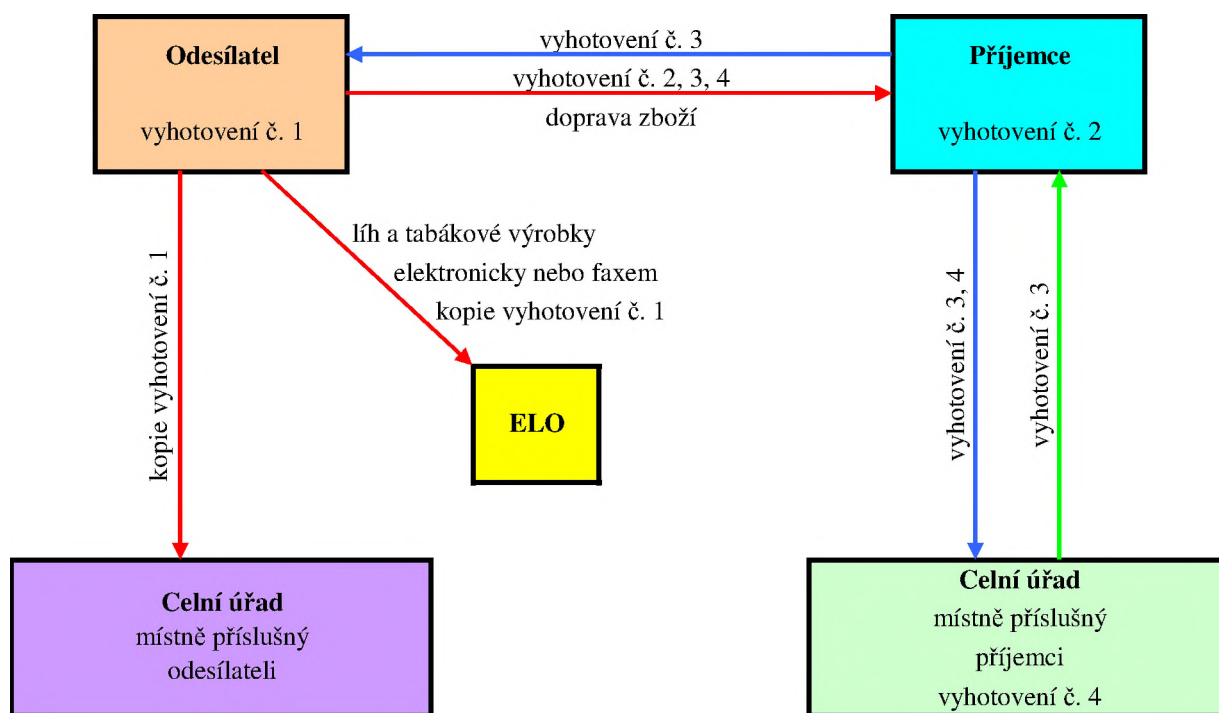 Odesílatel
vyhotovení č. 1
vyhotovení č. 3
vyhotovení č. 2, 3, 4
doprava zboží
Příjemce
vyhotovení č. 2
kopie vyhotovení č. 1
líh a tabákové výrobky
elektronicky nebo faxem
kopie vyhotovení č. 1
ELO
vyhotovení č. 3, 4
vyhotovení č. 3
Celní úřad
místně příslušný
odesílateli
Celní úřad
místně příslušný
příjemci
vyhotovení č. 4